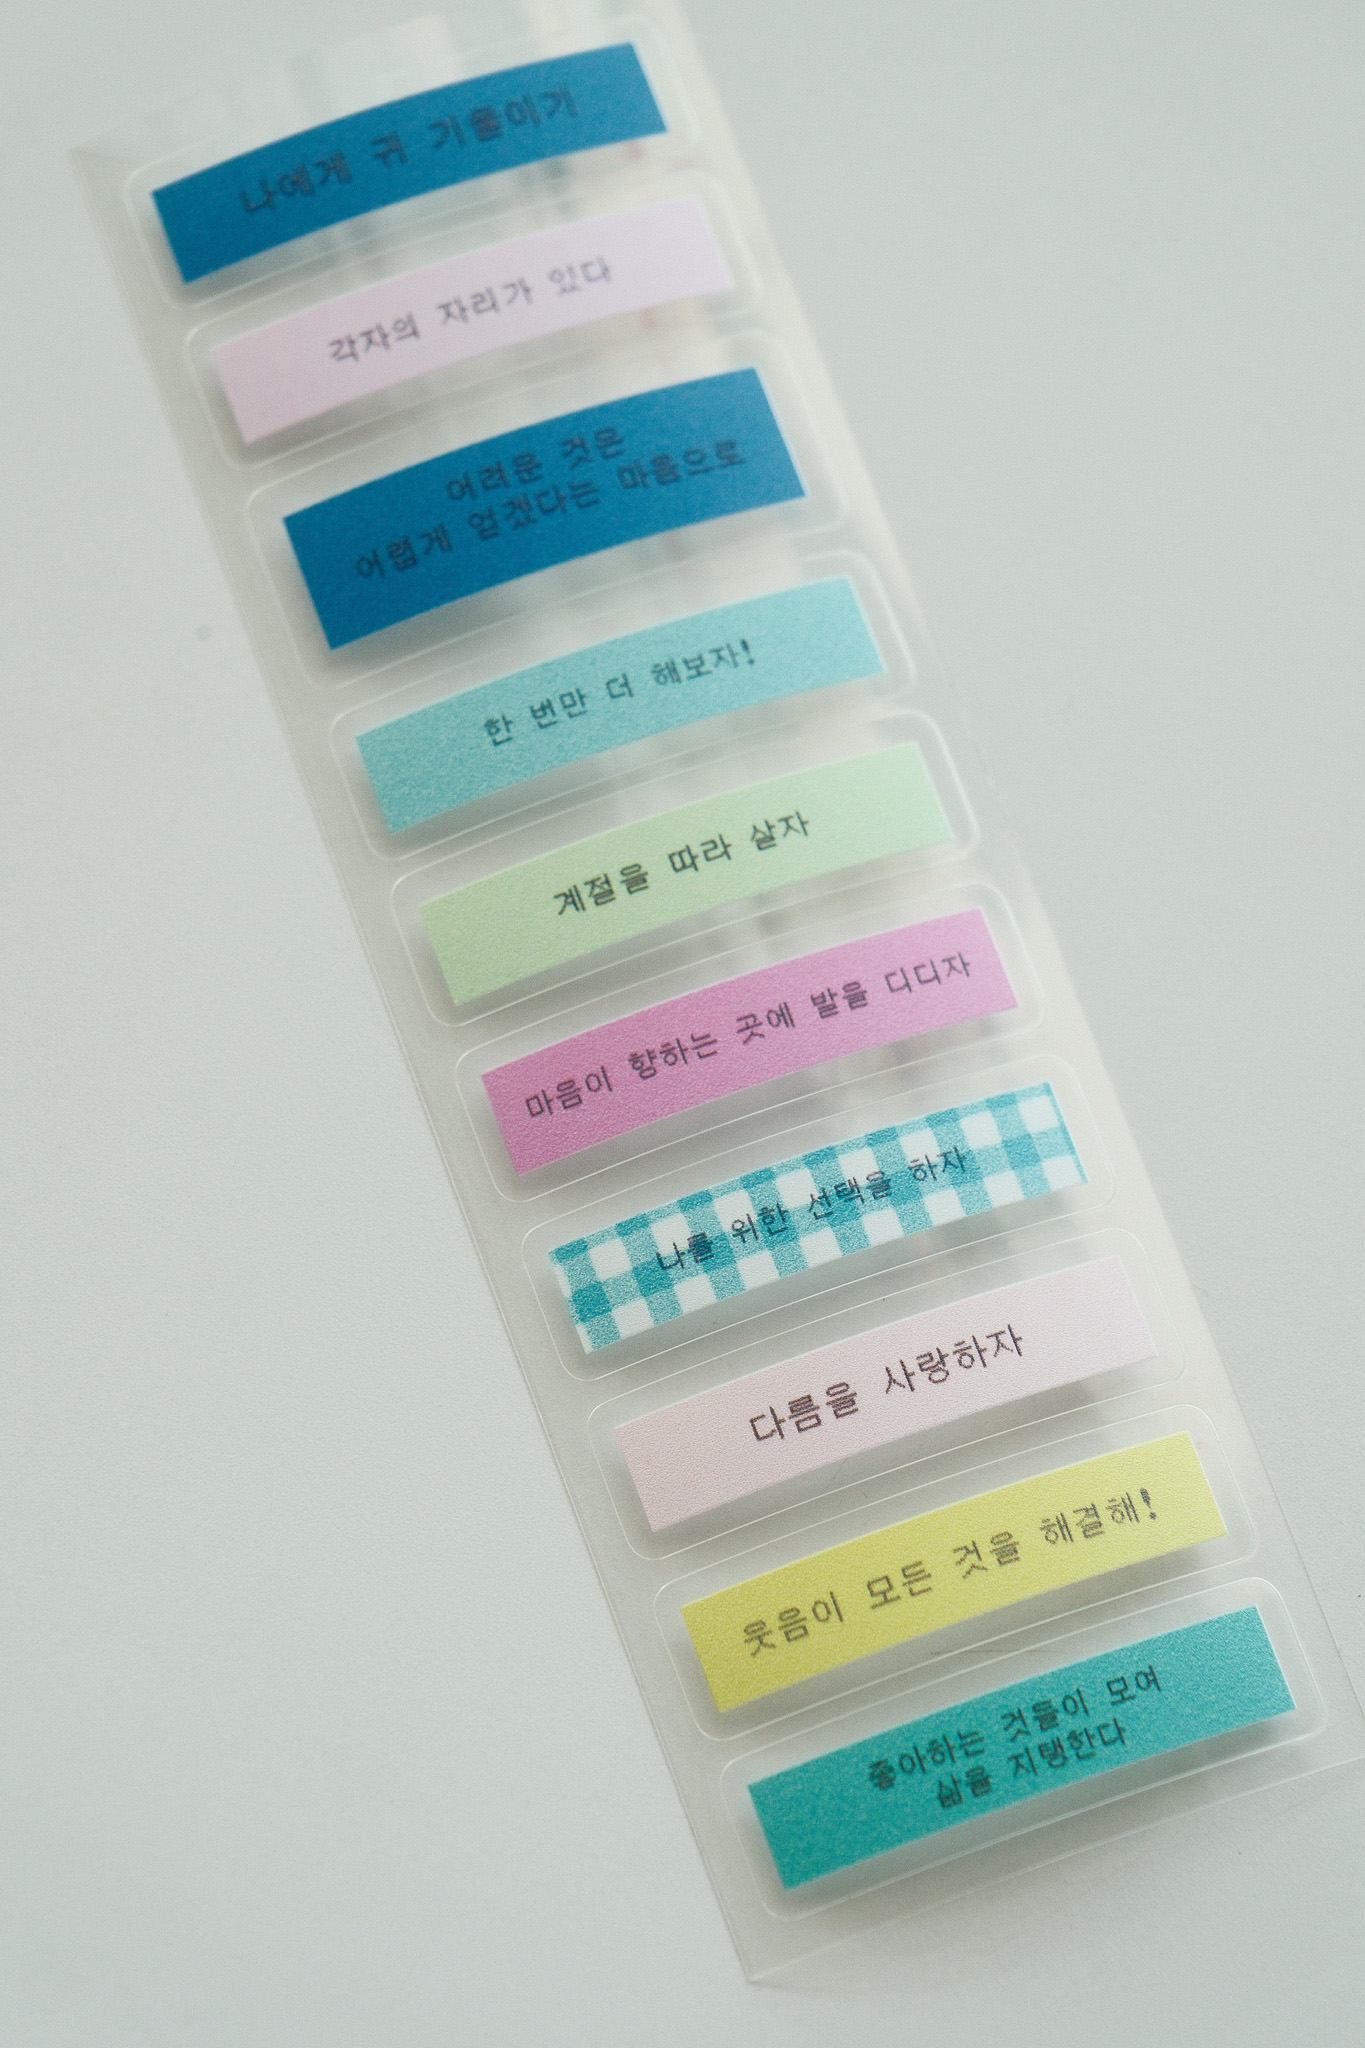 나에게 귀 기울이기
각자의 자리가 있다
어려운 것은
어렵게 얻겠다는 마음으로
한 번만 더 해보자!
계절을 따라 살자
마음이 향하는 곳에 발을 디디자
나를 위한 선택을 하자
다름을 사랑하자
웃음이 모든 것을 해결해!
좋아하는 것들이 모여
삶을 지탱한다